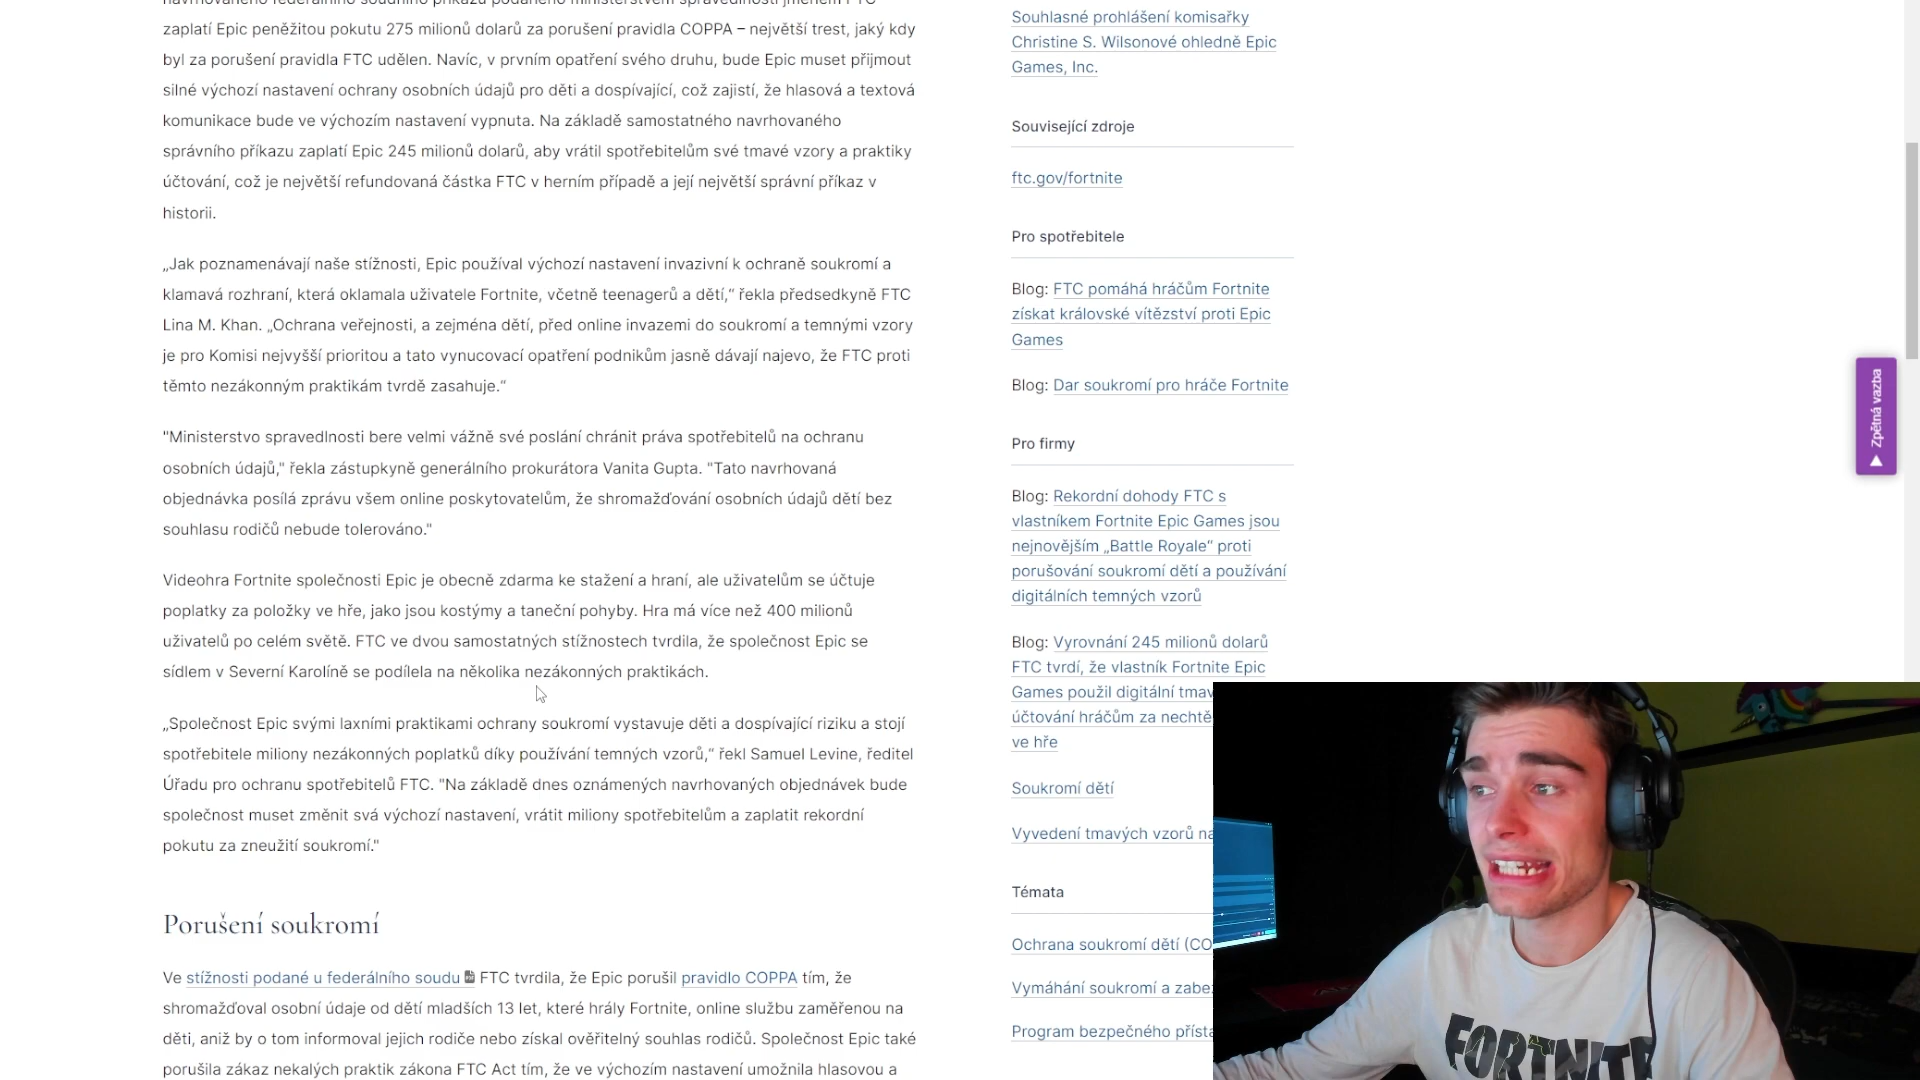 zaplatí Epic peněžitou pokutu 275 milionů dolarů za porušení pravidla COPPA – největší trest, jaký kdy
byl za porušení pravidla FTC udělen. Navíc, v prvním opatření svého druhu, bude Epic muset přijmout
silné výchozí nastavení ochrany osobních údajů pro děti a dospívající, což zajistí, že hlasová a textová
komunikace bude ve výchozím nastavení vypnuta. Na základě samostatného navrhovaného
správního příkazu zaplatí Epic 245 milionů dolarů, aby vrátil spotřebitelům své tmavé vzory a praktiky
účtování, což je největší refundovaná částka FTC v herním případě a její největší správní příkaz v
historii.
„Jak poznamenávají naše stížnosti, Epic používal výchozí nastavení invazivní k ochraně soukromí a
klamavá rozhraní, která oklamala uživatele Fortnite, včetně teenagerů a dětí,“ řekla předsedkyně FTC
Lina M. Khan. „Ochrana veřejnosti, a zejména dětí, před online invazemi do soukromí a temnými vzory
je pro Komisi nejvyšší prioritou a tato vynucovací opatření podnikům jasně dávají najevo, že FTC proti
těmto nezákonným praktikám tvrdě zasahuje.“
"Ministerstvo spravedlnosti bere velmi vážně své poslání chránit práva spotřebitelů na ochranu
osobních údajů," řekla zástupkyně generálního prokurátora Vanita Gupta. "Tato navrhovaná
objednávka posílá zprávu všem online poskytovatelům, že shromažďování osobních údajů dětí bez
souhlasu rodičů nebude tolerováno."
Videohra Fortnite společnosti Epic je obecně zdarma ke stažení a hraní, ale uživatelům se účtuje
poplatky za položky ve hře, jako jsou kostýmy a taneční pohyby. Hra má více než 400 milionů
uživatelů po celém světě. FTC ve dvou samostatných stížnostech tvrdila, že společnost Epic se
sídlem v Severní Karolíně se podílela na několika nezákonných praktikách.
„Společnost Epic svými laxními praktikami ochrany soukromí vystavuje děti a dospívající riziku a stojí
spotřebitele miliony nezákonných poplatků díky používání temných vzorů,“ řekl Samuel Levine, ředitel
Úřadu pro ochranu spotřebitelů FTC. "Na základě dnes oznámených navrhovaných objednávek bude
společnost muset změnit svá výchozí nastavení, vrátit miliony spotřebitelům a zaplatit rekordní
pokutu za zneužití soukromí."
Porušení soukromí
Ve stížnosti podané u federálního soudu FTC tvrdila, že Epic porušil pravidlo COPPA tím, že
shromažďoval osobní údaje od dětí mladších 13 let, které hrály Fortnite, online službu zaměřenou na
děti, aniž by o tom informoval jejich rodiče nebo získal ověřitelný souhlas rodičů. Společnost Epic také
porušila zákaz nekalých praktik zákona FTC Act tím, že ve výchozím nastavení umožnila hlasovou a
Souhlasné prohlášení komisařky
Christine S. Wilsonové ohledně Epic
Games, Inc.
Související zdroje
ftc.gov/fortnite
Pro spotřebitele
Blog: FTC pomáhá hráčům Fortnite
získat královské vítězství proti Epic
Games
Blog: Dar soukromí pro hráče Fortnite
Pro firmy
Blog: Rekordní dohody FTC s
vlastníkem Fortnite Epic Games jsou
nejnovějším „Battle Royale“ proti
porušování soukromí dětí a používání
digitálních temných vzorů
Blog: Vyrovnání 245 milionů dolarů
FTC tvrdí, že vlastník Fortnite Epic
Games použil digitální
účtování hráčům za
ve hře
Soukromí dětí
Vyvedení tmavých vzorů
Témata
Ochrana soukromí dětí
Vymáhání soukromí a
Program bezpečného
Zpětná vazba
FORTNITE